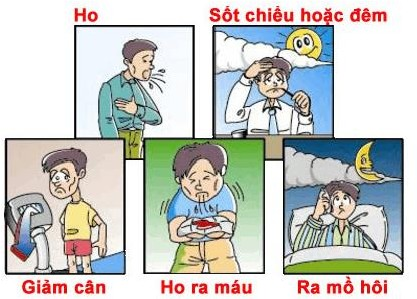 Ho
Sốt chiều hoặc đêm
Giảm cân
Ho ra máu
Ra mồ hôi